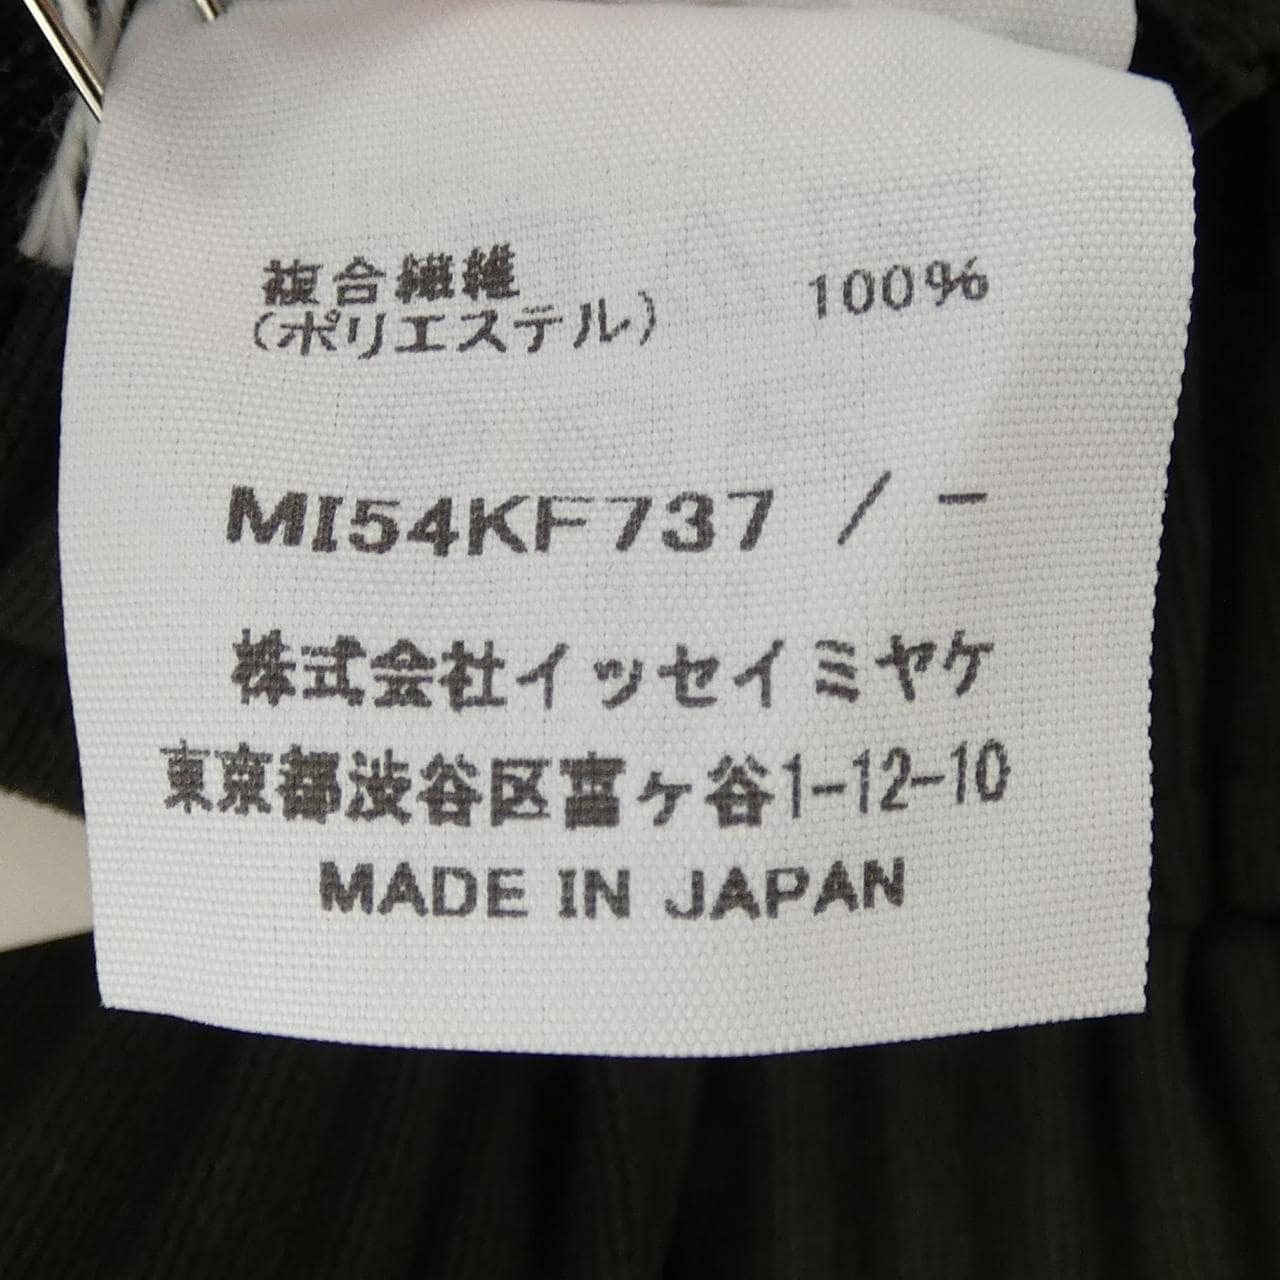 複合繊維 100%
(ポリエステル)
MI54KF737 / -
株式会社イッセイミヤケ
東京都渋谷区富ヶ谷1-12-10
MADE IN JAPAN